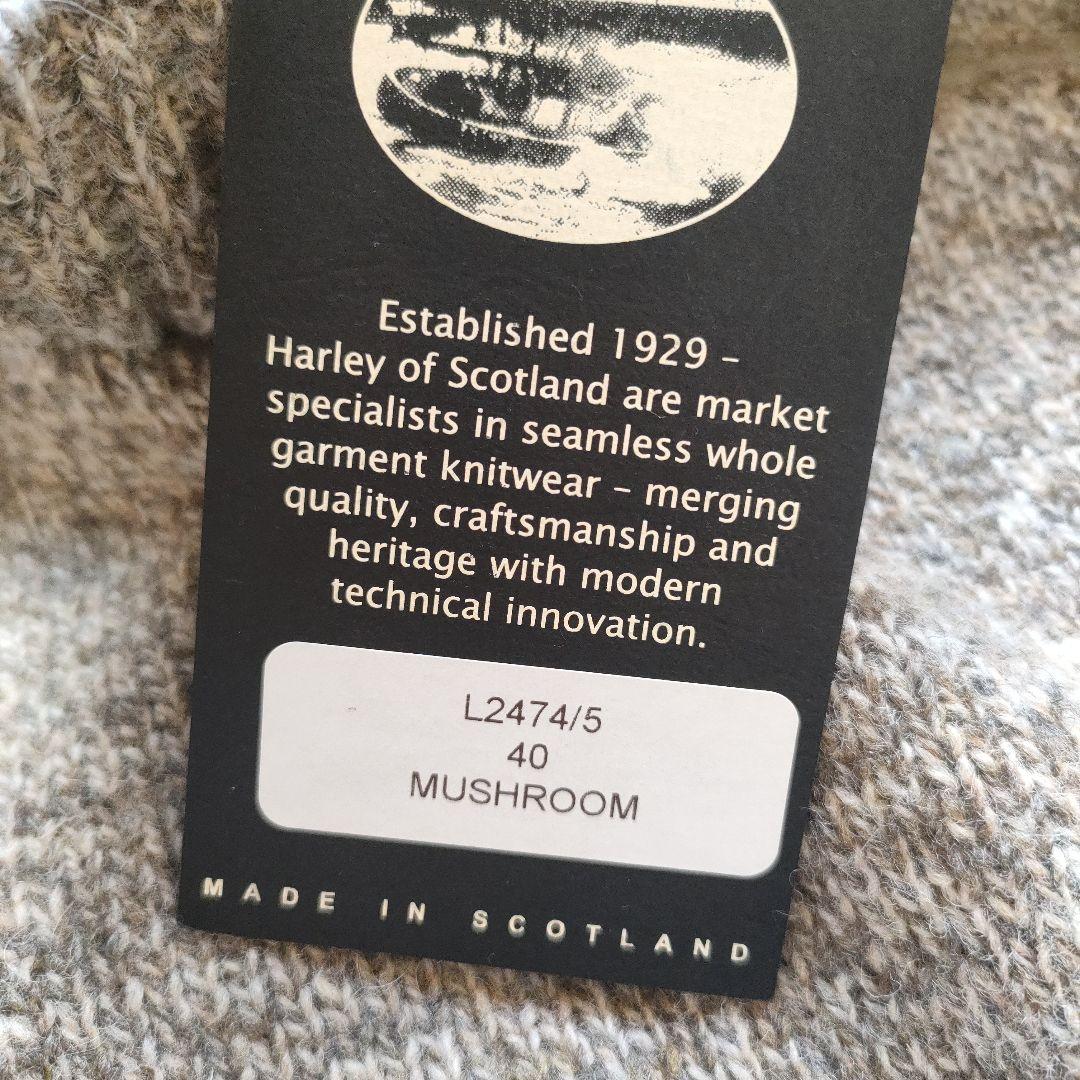 Established 1929 –
Harley of Scotland are market
specialists in seamless whole
garment knitwear – merging
quality, craftsmanship and
heritage with modern
technical innovation.
L2474/5
40
MUSHROOM
MADE IN SCOTLAND